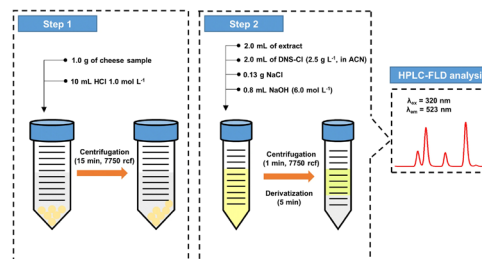 Step 1
1.0 g of cheese sample
10 mL HCl 1.0 mol L⁻¹
Centrifugation
(15 min, 7750 rcf)
Step 2
2.0 mL of extract
2.0 mL of DNS-Cl (2.5 g L⁻¹, in ACN)
0.13 g NaCl
0.8 mL NaOH (6.0 mol L⁻¹)
Centrifugation
(1 min, 7750 rcf)
Derivatization
(5 min)
HPLC-FLD analysis
λex = 320 nm
λem = 523 nm